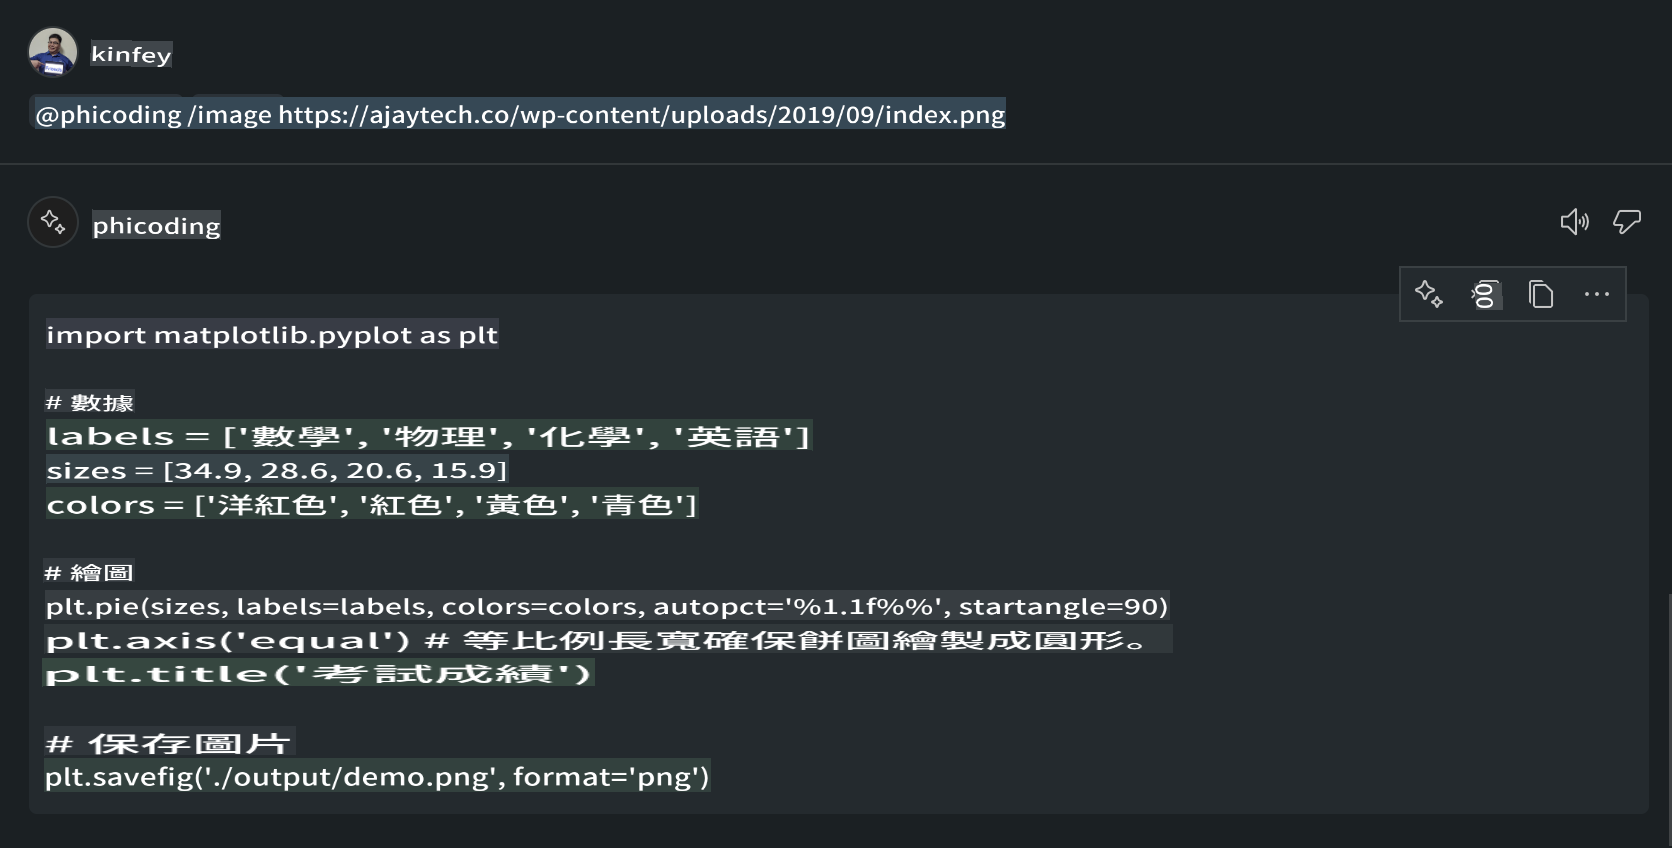 kinfey
@phicoding /image https://ajaytech.co/wp-content/uploads/2019/09/index.png
phicoding
import matplotlib.pyplot as plt
# 數據
labels = ['數學', '物理', '化學', '英語']
sizes = [34.9, 28.6, 20.6, 15.9]
colors = ['洋紅色', '紅色', '黃色', '青色']
# 繪圖
plt.pie(sizes, labels=labels, colors=colors, autopct='%1.1f%%', startangle=90)
plt.axis('equal') # 等比例長寬確保餅圖繪製成圓形。
plt.title('考試成績')
# 保存圖片
plt.savefig('./output/demo.png', format='png')